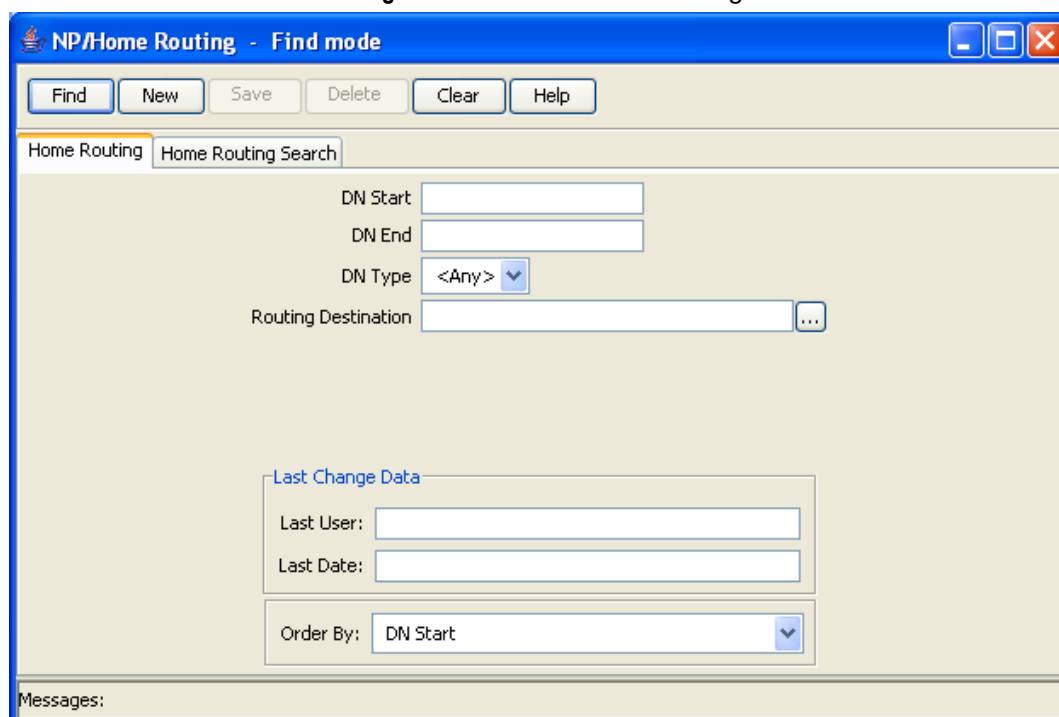 NP/Home Routing - Find mode
Find New Save Delete Clear Help
Home Routing Home Routing Search
DN Start
DN End
DN Type <Any>
Routing Destination ...
Last Change Data
Last User:
Last Date:
Order By: DN Start
Messages: